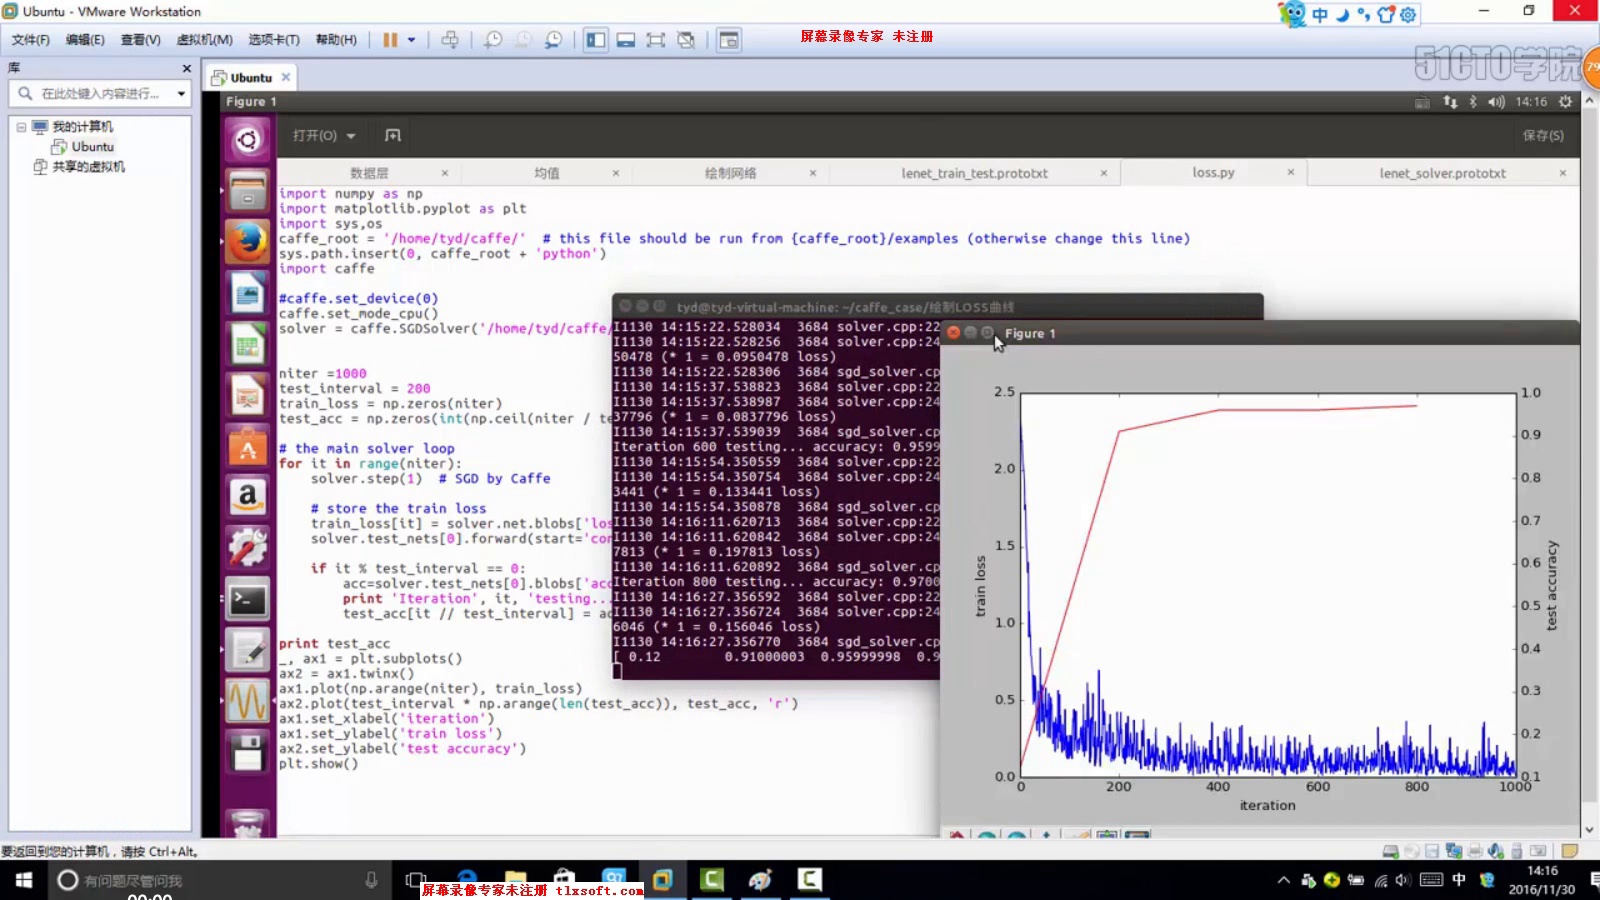 Ubuntu - VMware Workstation
中
文件(F) 编辑(E) 查看(V) 虚拟机(M) 选项卡(T) 帮助(H)
屏幕录像专家 未注册
51CTO学院
79
库
Ubuntu
在此处键入内容进行...
我的计算机
Ubuntu
共享的虚拟机
Figure 1
14:16
打开(O)
保存(S)
数据层 均值 绘制网络 lenet_train_test.prototxt loss.py lenet_solver.prototxt
import numpy as np
import matplotlib.pyplot as plt
import sys,os
caffe_root = '/home/tyd/caffe/'  # this file should be run from {caffe_root}/examples (otherwise change this line)
sys.path.insert(0, caffe_root + 'python')
import caffe
#caffe.set_device(0)
caffe.set_mode_cpu()
solver = caffe.SGDSolver('/home/tyd/caffe/
niter =1000
test_interval = 200
train_loss = np.zeros(niter)
test_acc = np.zeros(int(np.ceil(niter / te
# the main solver loop
for it in range(niter):
solver.step(1)  # SGD by Caffe
# store the train loss
train_loss[it] = solver.net.blobs['los
solver.test_nets[0].forward(start='con
if it % test_interval == 0:
acc=solver.test_nets[0].blobs['acc
print 'Iteration', it, 'testing...
test_acc[it // test_interval] = ac
print test_acc
_, ax1 = plt.subplots()
ax2 = ax1.twinx()
ax1.plot(np.arange(niter), train_loss)
ax2.plot(test_interval * np.arange(len(test_acc)), test_acc, 'r')
ax1.set_xlabel('iteration')
ax1.set_ylabel('train loss')
ax2.set_ylabel('test accuracy')
plt.show()
tyd@tyd-virtual-machine: ~/caffe_case/绘制LOSS曲线
I1130 14:15:22.528034  3684 solver.cpp:22
I1130 14:15:22.528256  3684 solver.cpp:24
50478 (* 1 = 0.0950478 loss)
I1130 14:15:22.528306  3684 sgd_solver.cp
I1130 14:15:37.538823  3684 solver.cpp:22
I1130 14:15:37.538987  3684 solver.cpp:24
37796 (* 1 = 0.0837796 loss)
I1130 14:15:37.539039  3684 sgd_solver.cp
Iteration 600 testing... accuracy: 0.9599
I1130 14:15:54.350559  3684 solver.cpp:22
I1130 14:15:54.350754  3684 solver.cpp:24
3441 (* 1 = 0.133441 loss)
I1130 14:15:54.350878  3684 sgd_solver.cp
I1130 14:16:11.620713  3684 solver.cpp:22
I1130 14:16:11.620842  3684 solver.cpp:24
7813 (* 1 = 0.197813 loss)
I1130 14:16:11.620892  3684 sgd_solver.cp
Iteration 800 testing... accuracy: 0.9700
I1130 14:16:27.356592  3684 solver.cpp:22
I1130 14:16:27.356724  3684 solver.cpp:24
6046 (* 1 = 0.156046 loss)
I1130 14:16:27.356770  3684 sgd_solver.cp
[ 0.12        0.91000003  0.95999998  0.9
Figure 1
2.5
2.0
1.5
1.0
0.5
0.0
train loss
1.0
0.9
0.8
0.7
0.6
0.5
0.4
0.3
0.2
0.1
test accuracy
0 200 400 600 800 1000
iteration
要返回到您的计算机，请按 Ctrl+Alt。
有问题尽管问我
屏幕录像专家未注册 tlxsoft.com
00:00
中
14:16
2016/11/30